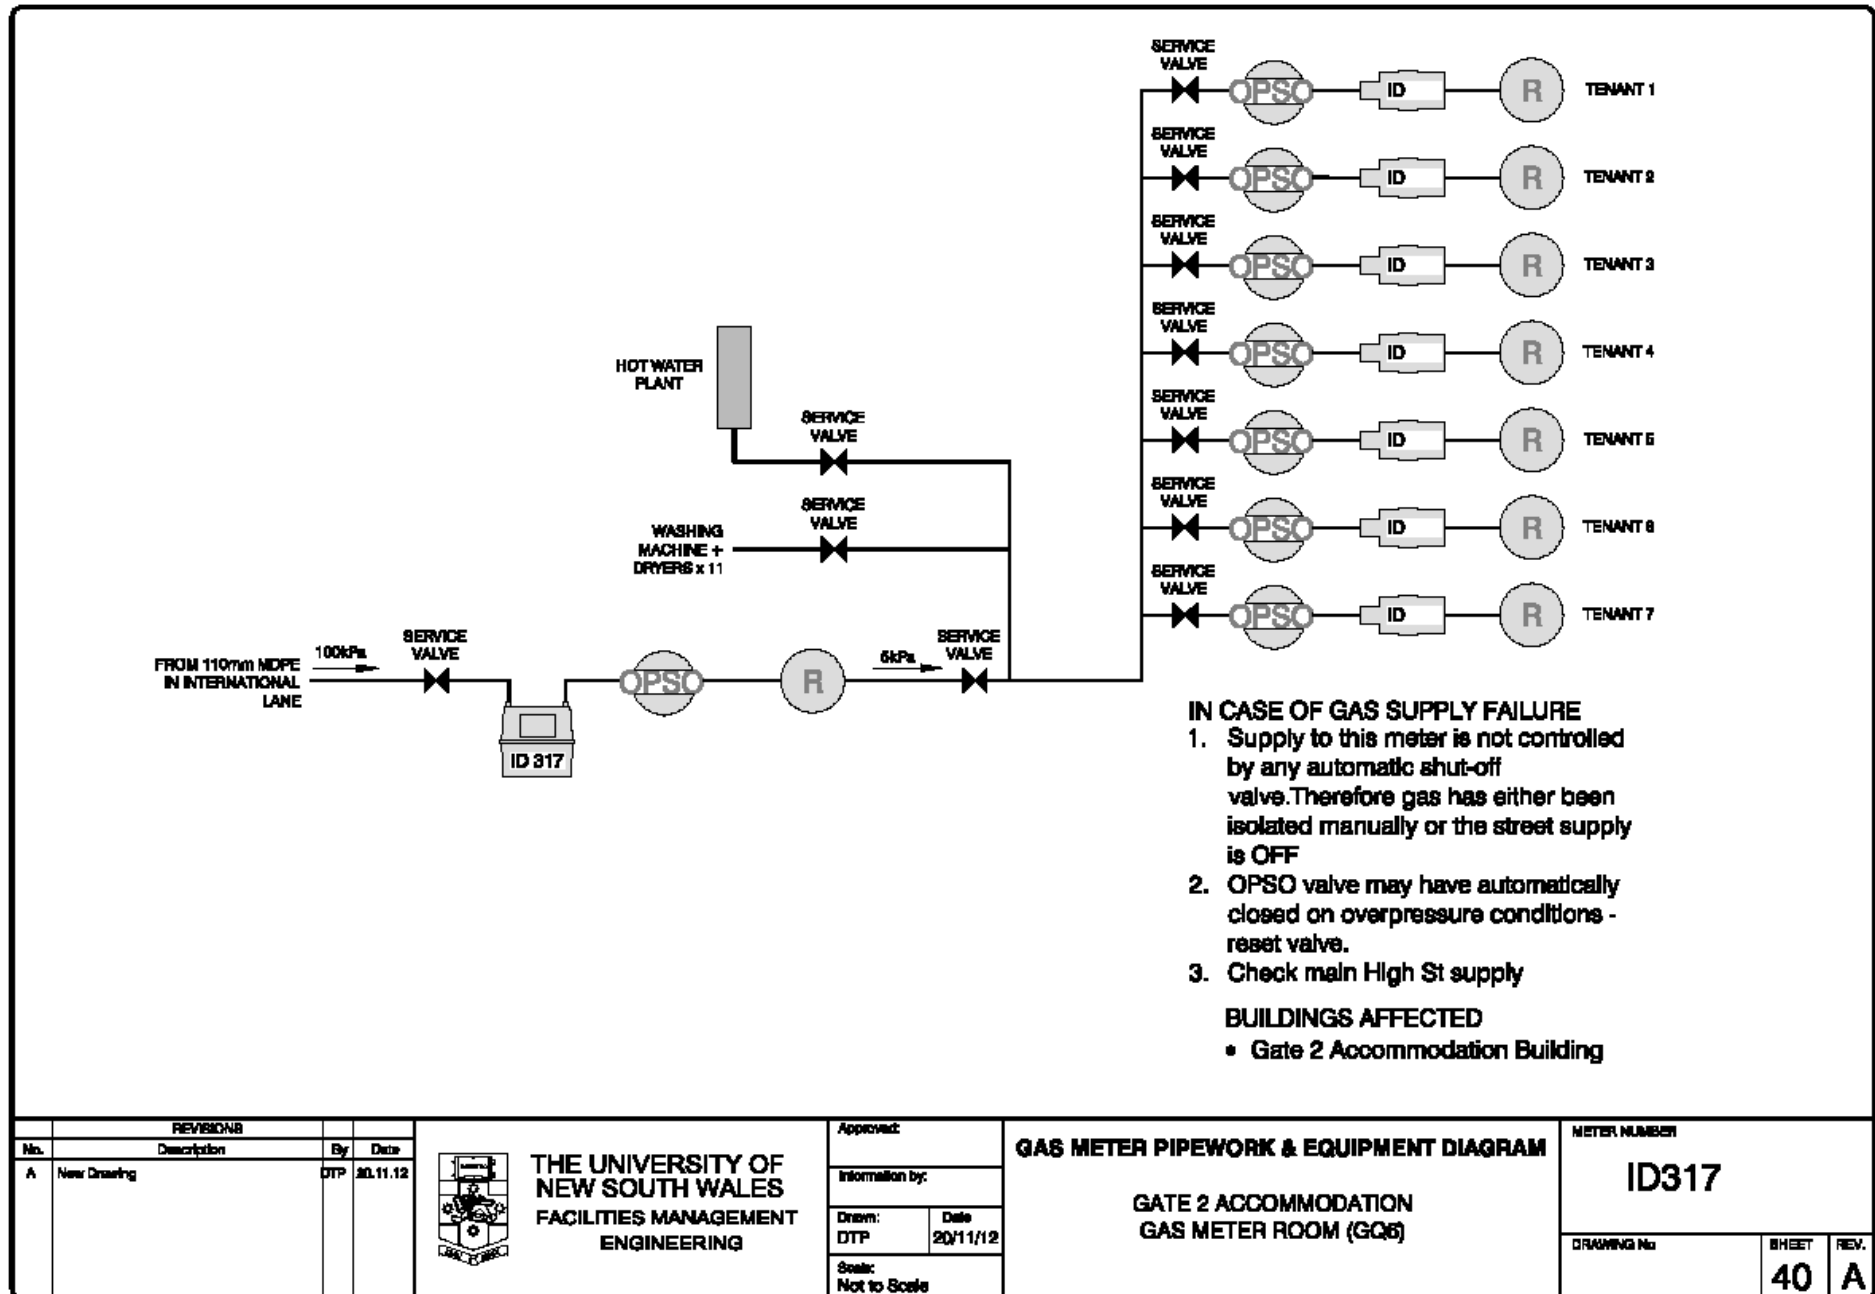 SERVICE
VALVE
OPSO
ID
R
TENANT 1
SERVICE
VALVE
OPSO
ID
R
TENANT 2
SERVICE
VALVE
OPSO
ID
R
TENANT 3
SERVICE
VALVE
OPSO
ID
R
TENANT 4
SERVICE
VALVE
OPSO
ID
R
TENANT 5
SERVICE
VALVE
OPSO
ID
R
TENANT 6
SERVICE
VALVE
OPSO
ID
R
TENANT 7
HOT WATER
PLANT
SERVICE
VALVE
WASHING
MACHINE +
DRYERS x 11
SERVICE
VALVE
FROM 110mm MDPE
IN INTERNATIONAL
LANE
100kPa
SERVICE
VALVE
ID 317
OPSO
R
5kPa
SERVICE
VALVE
IN CASE OF GAS SUPPLY FAILURE
1. Supply to this meter is not controlled
by any automatic shut-off
valve.Therefore gas has either been
isolated manually or the street supply
is OFF
2. OPSO valve may have automatically
closed on overpressure conditions -
reset valve.
3. Check main High St supply
BUILDINGS AFFECTED
• Gate 2 Accommodation Building
REVISIONS
No. Description By Date
A New Drawing DTP 20.11.12
THE UNIVERSITY OF
NEW SOUTH WALES
FACILITIES MANAGEMENT
ENGINEERING
Approved:
Information by:
Drawn:
DTP
Date
20/11/12
Scale:
Not to Scale
GAS METER PIPEWORK & EQUIPMENT DIAGRAM
GATE 2 ACCOMMODATION
GAS METER ROOM (GQ6)
METER NUMBER
ID317
DRAWING No
SHEET
40
REV.
A